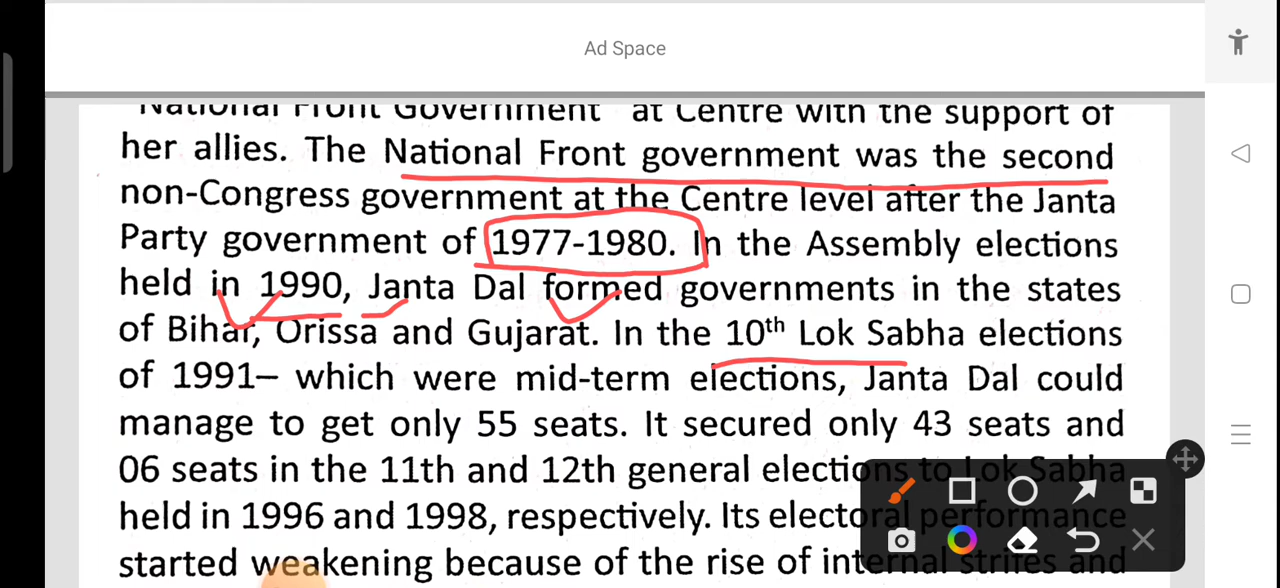 Ad Space
"National Front Government" at Centre with the support of
her allies. The National Front government was the second
non-Congress government at the Centre level after the Janta
Party government of 1977-1980. In the Assembly elections
held in 1990, Janta Dal formed governments in the states
of Bihar, Orissa and Gujarat. In the 10th Lok Sabha elections
of 1991– which were mid-term elections, Janta Dal could
manage to get only 55 seats. It secured only 43 seats and
06 seats in the 11th and 12th general elections to Lok Sabha
held in 1996 and 1998, respectively. Its electoral performance
started weakening because of the rise of internal strifes and